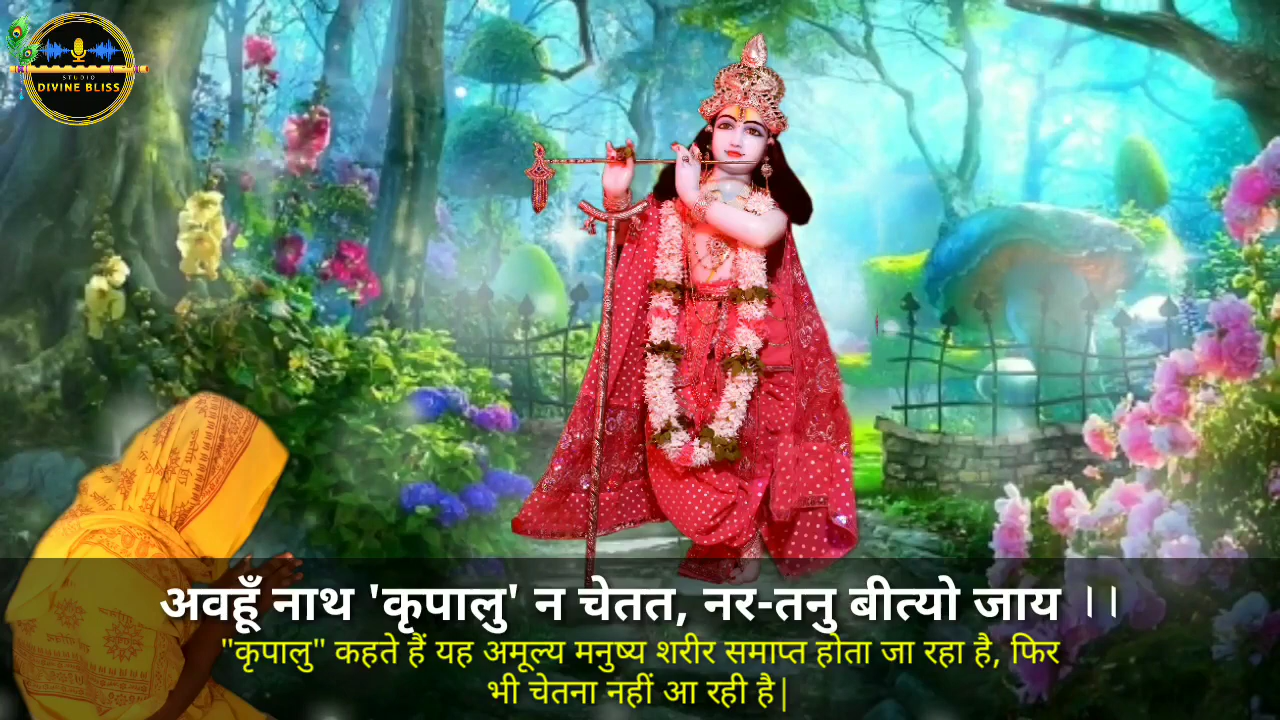 STUDIO
DIVINE BLISS
अवहूँ नाथ 'कृपालु' न चेतत, नर-तनु बीत्यो जाय ।।
"कृपालु" कहते हैं यह अमूल्य मनुष्य शरीर समाप्त होता जा रहा है, फिर
भी चेतना नहीं आ रही है|